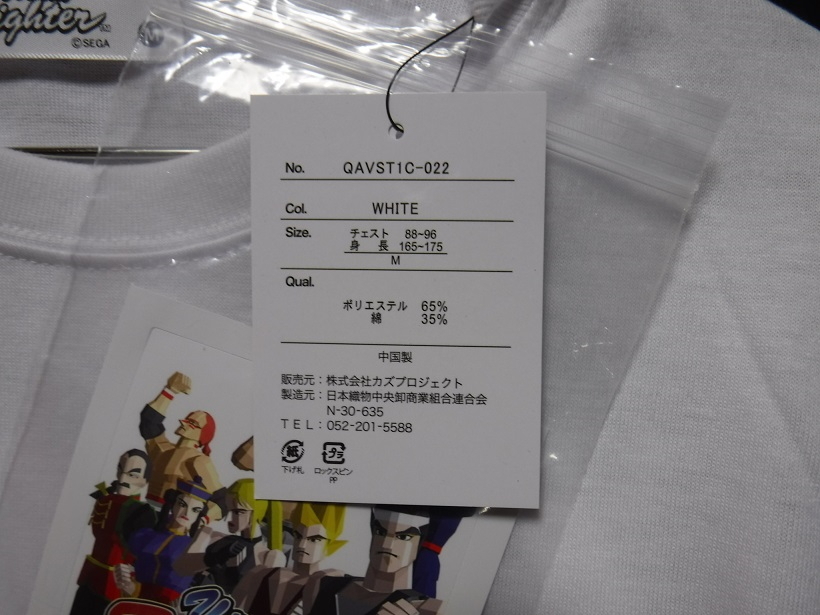 Fighter
©SEGA
M
No. QAVST1C-022
Col. WHITE
Size. チェスト 88~96
身長 165~175
M
Qual.
ポリエステル 65%
綿 35%
中国製
販売元：株式会社カズプロジェクト
製造元：日本織物中央卸商業組合連合会
N-30-635
ＴＥＬ：052-201-5588
紙 プラ
下げ札 ロックスピン
PP